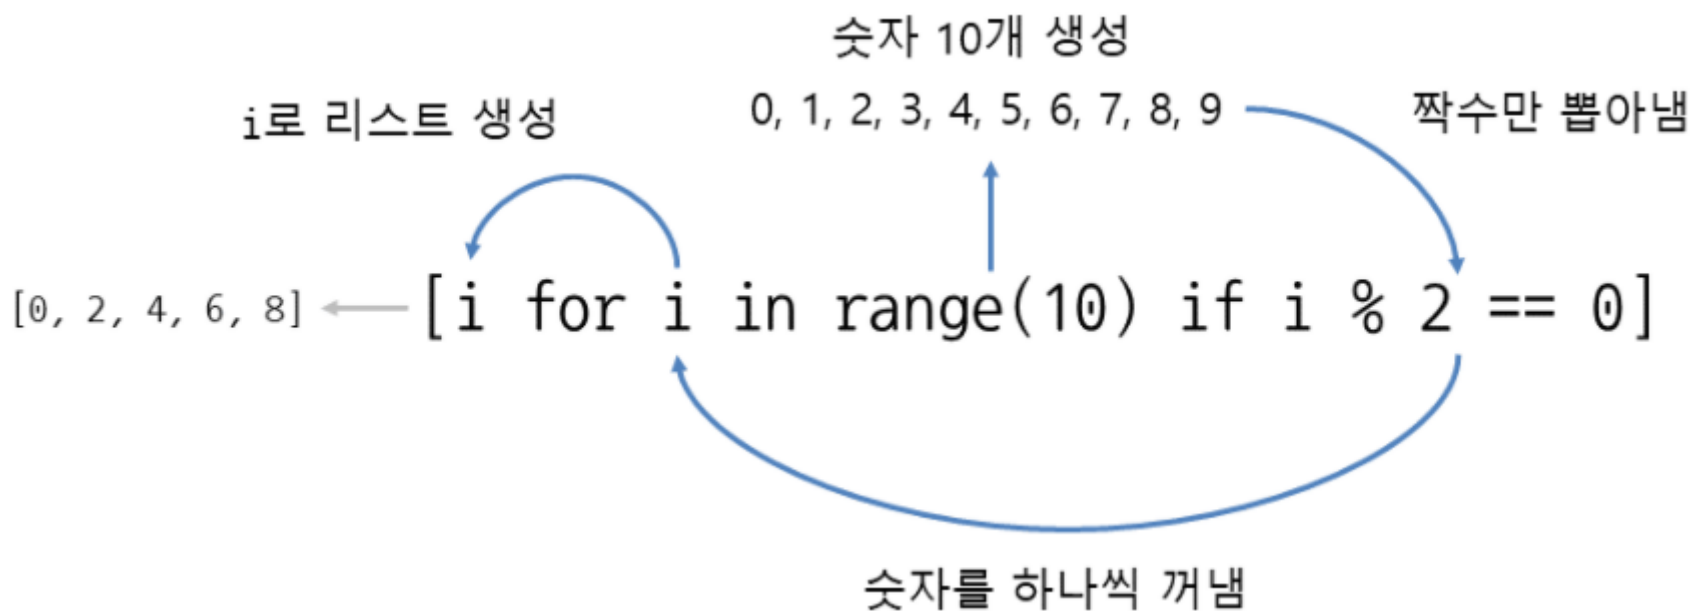 숫자 10개 생성
i로 리스트 생성
0, 1, 2, 3, 4, 5, 6, 7, 8, 9
짝수만 뽑아냄
[0, 2, 4, 6, 8]
[i for i in range(10) if i % 2 == 0]
숫자를 하나씩 꺼냄